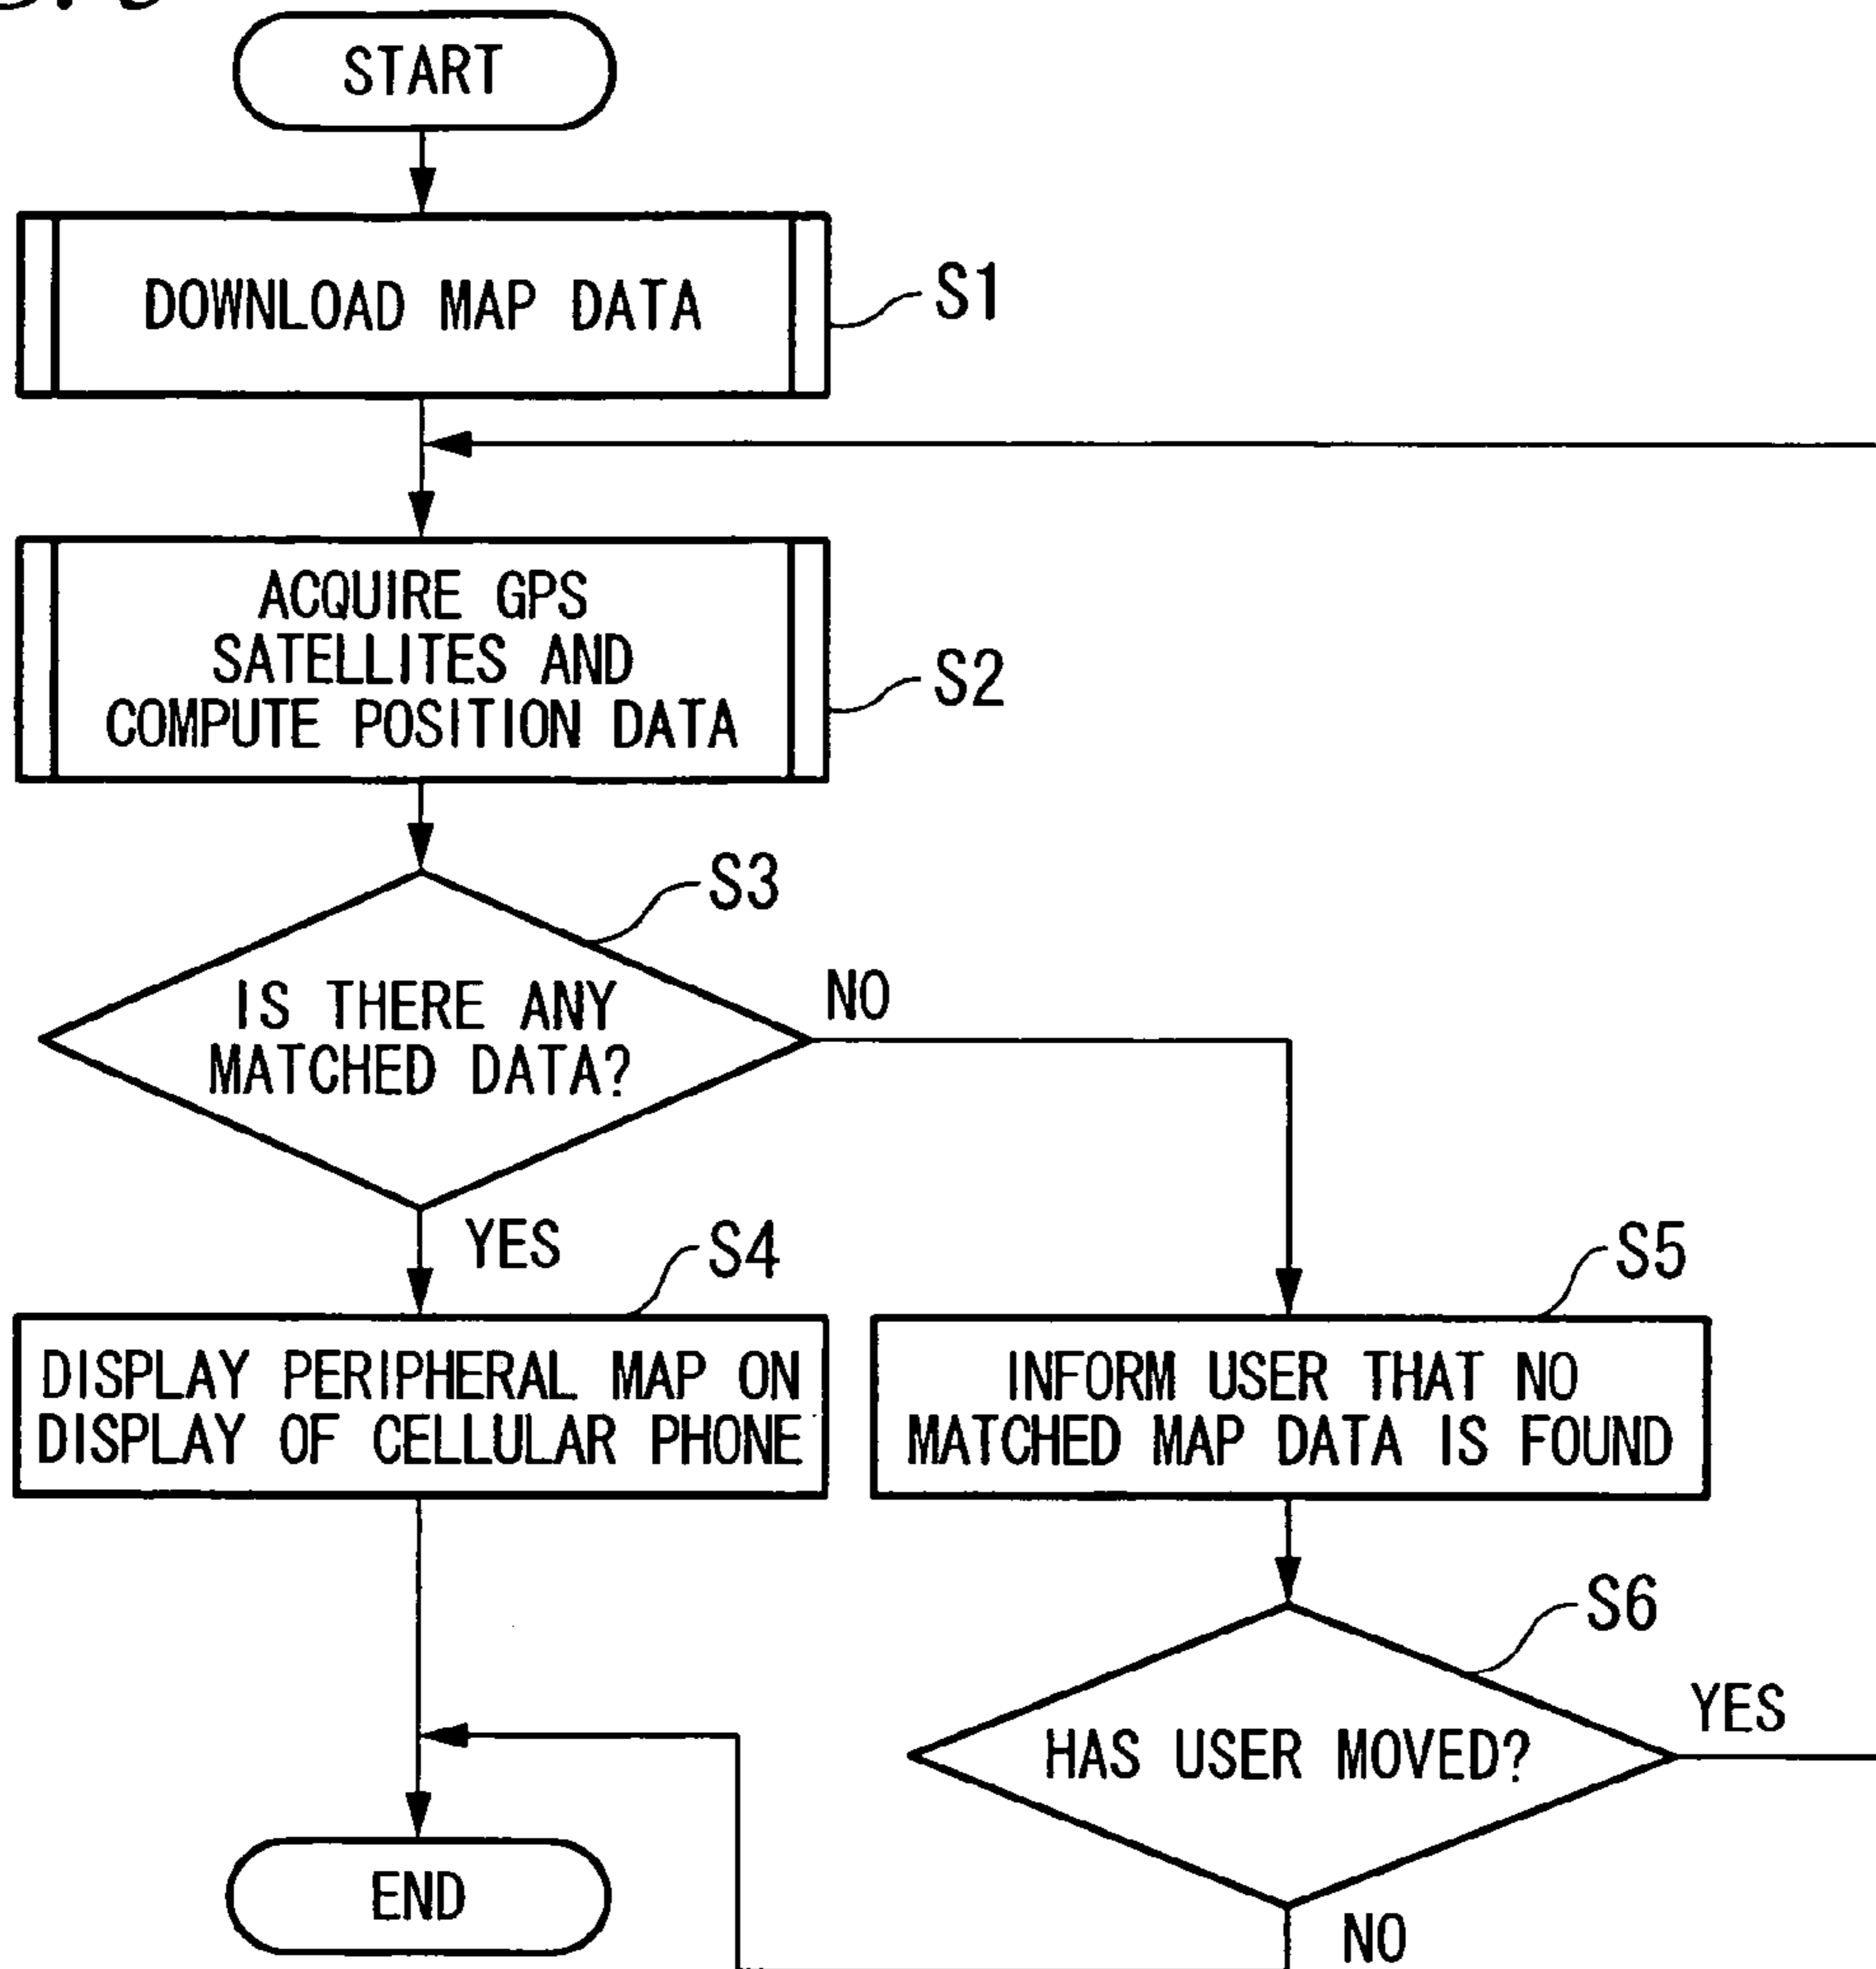 START
DOWNLOAD MAP DATA
S1
ACQUIRE GPS
SATELLITES AND
COMPUTE POSITION DATA
S2
S3
IS THERE ANY
MATCHED DATA?
NO
YES
S4
DISPLAY PERIPHERAL MAP ON
DISPLAY OF CELLULAR PHONE
S5
INFORM USER THAT NO
MATCHED MAP DATA IS FOUND
S6
HAS USER MOVED?
YES
NO
END